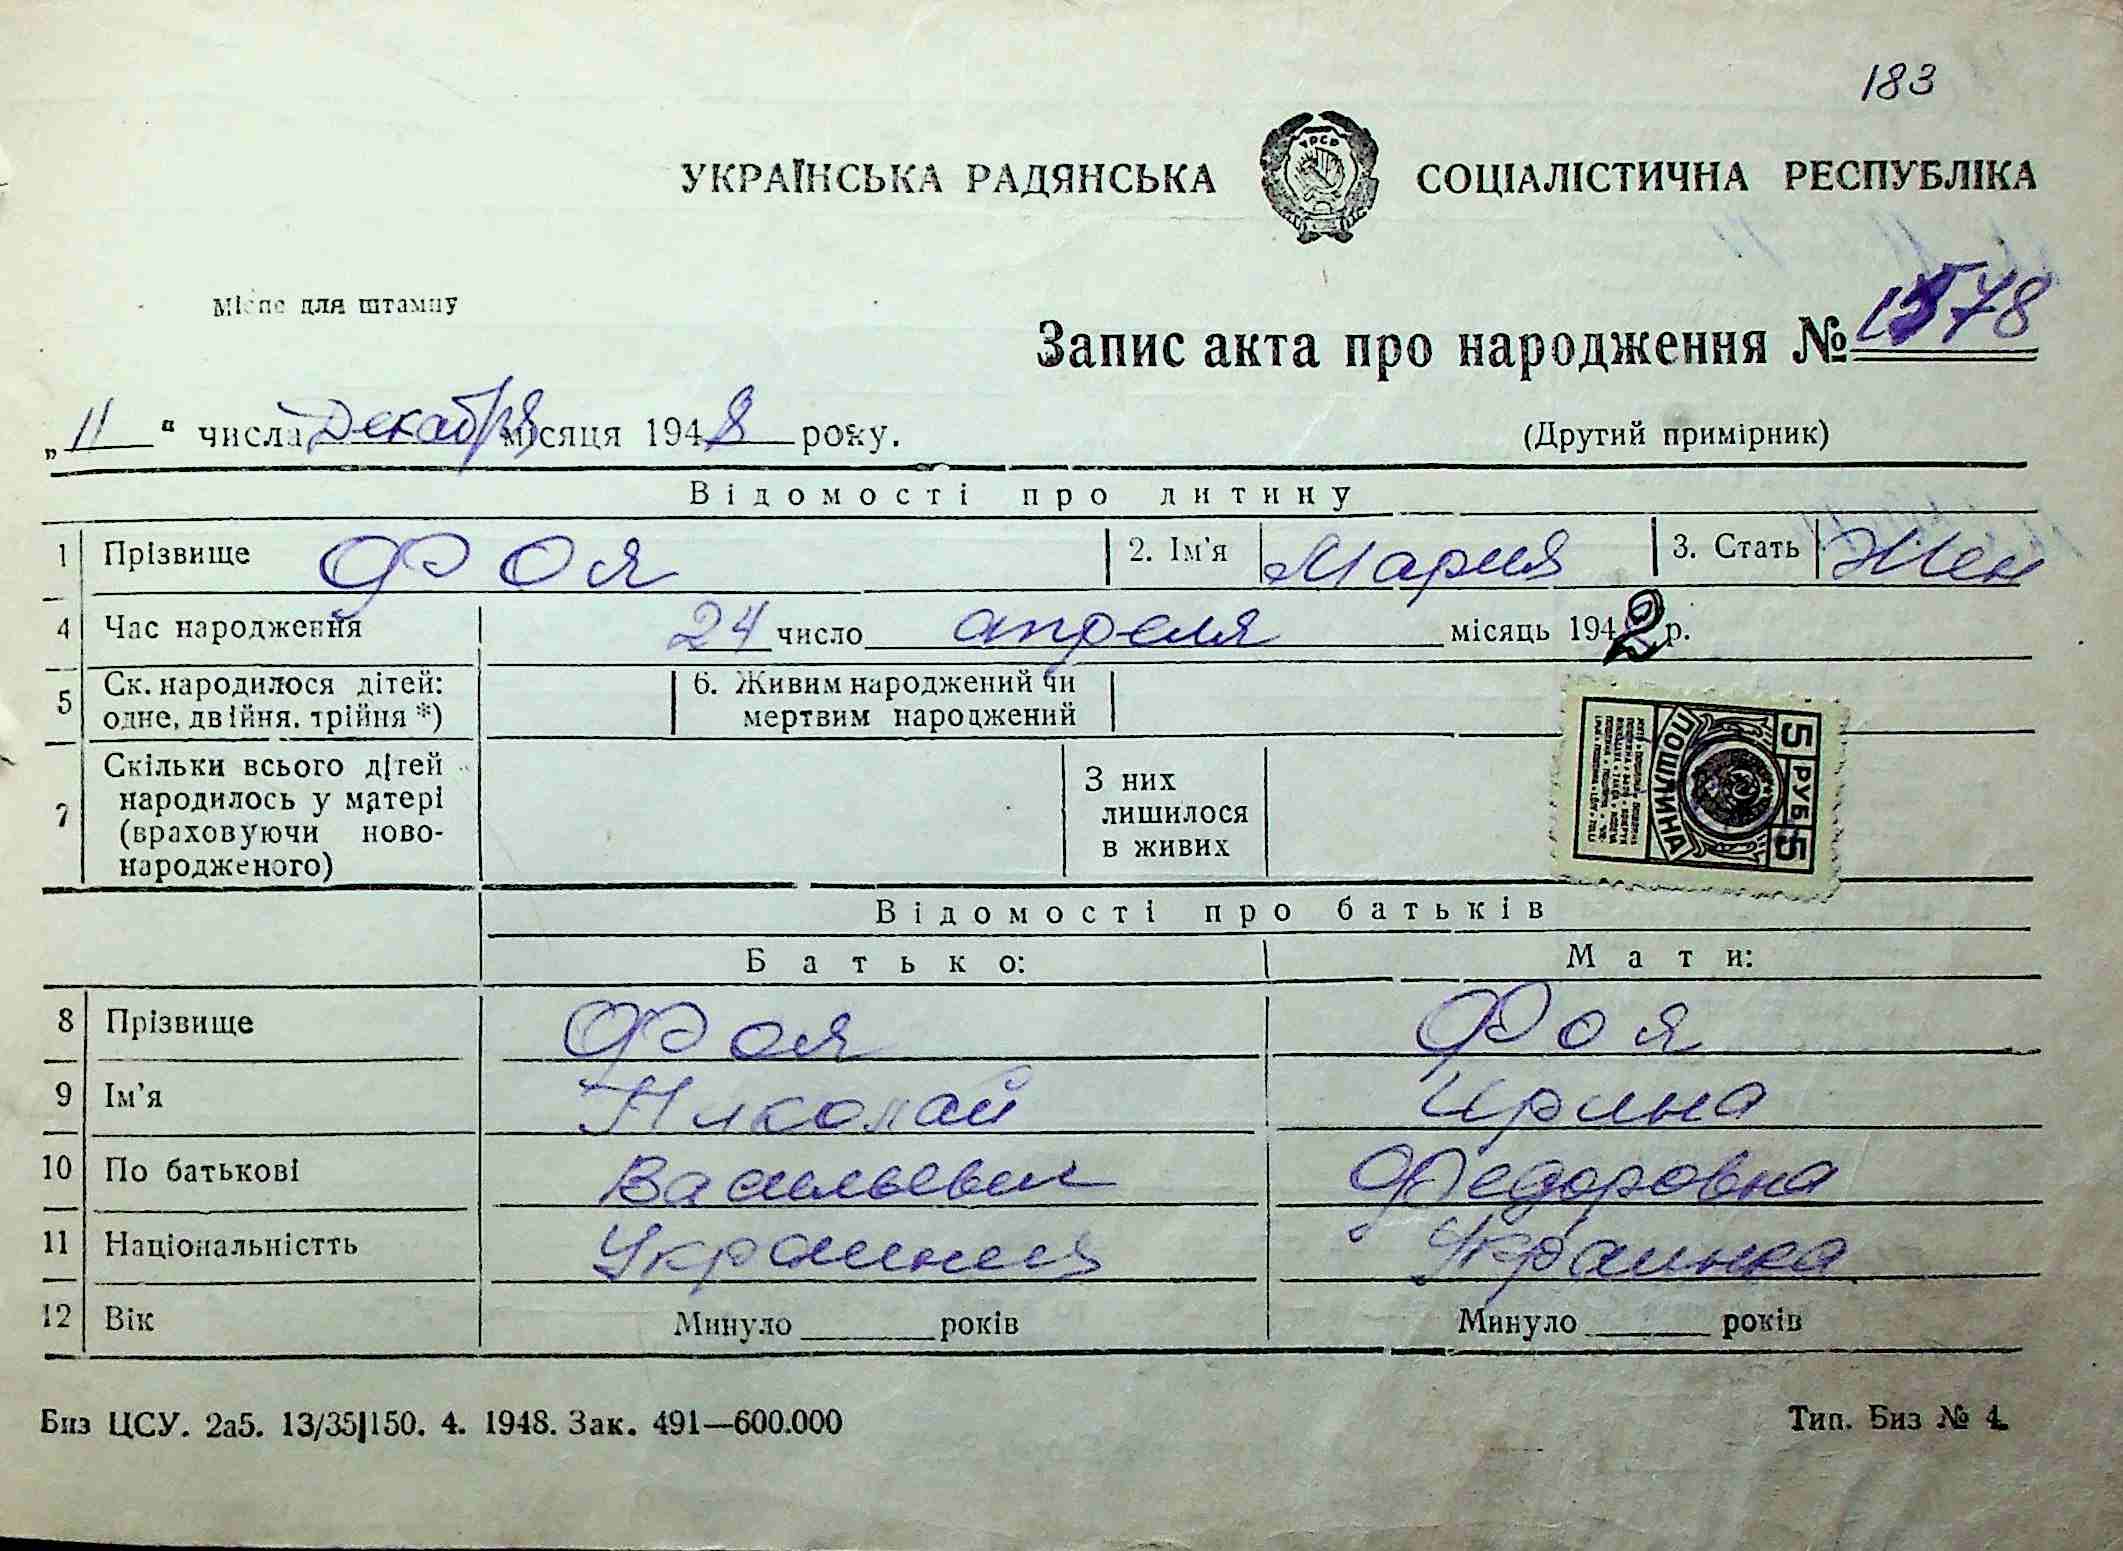 183
УКРАЇНСЬКА РАДЯНСЬКА СОЦІАЛІСТИЧНА РЕСПУБЛІКА
Місце для штампу
Запис акта про народження № 1578
„11“ числа Декабря місяця 1948 року.
(Другий примірник)
Відомості про дитину
1 Прізвище Фоя 2. Ім'я Мария 3. Стать Жен
4 Час народження 24 число апреля місяць 1942 р.
5 Ск. народилося дітей: одне, двійня, трійня *) 6. Живим народжений чи мертвим народжений
7 Скільки всього дітей народилось у матері (враховуючи новонародженого) З них лишилося в живих
5 РУБ 5
ПОШЛИННА
Відомості про батьків
Батько: Мати:
8 Прізвище Фоя Фоя
9 Ім'я Николай Ирина
10 По батькові Васильевич Федоровна
11 Національністть Украинец Украинка
12 Вік Минуло ______ років Минуло ______ років
Биз ЦСУ. 2а5. 13/35|150. 4. 1948. Зак. 491—600.000
Тип. Биз № 4